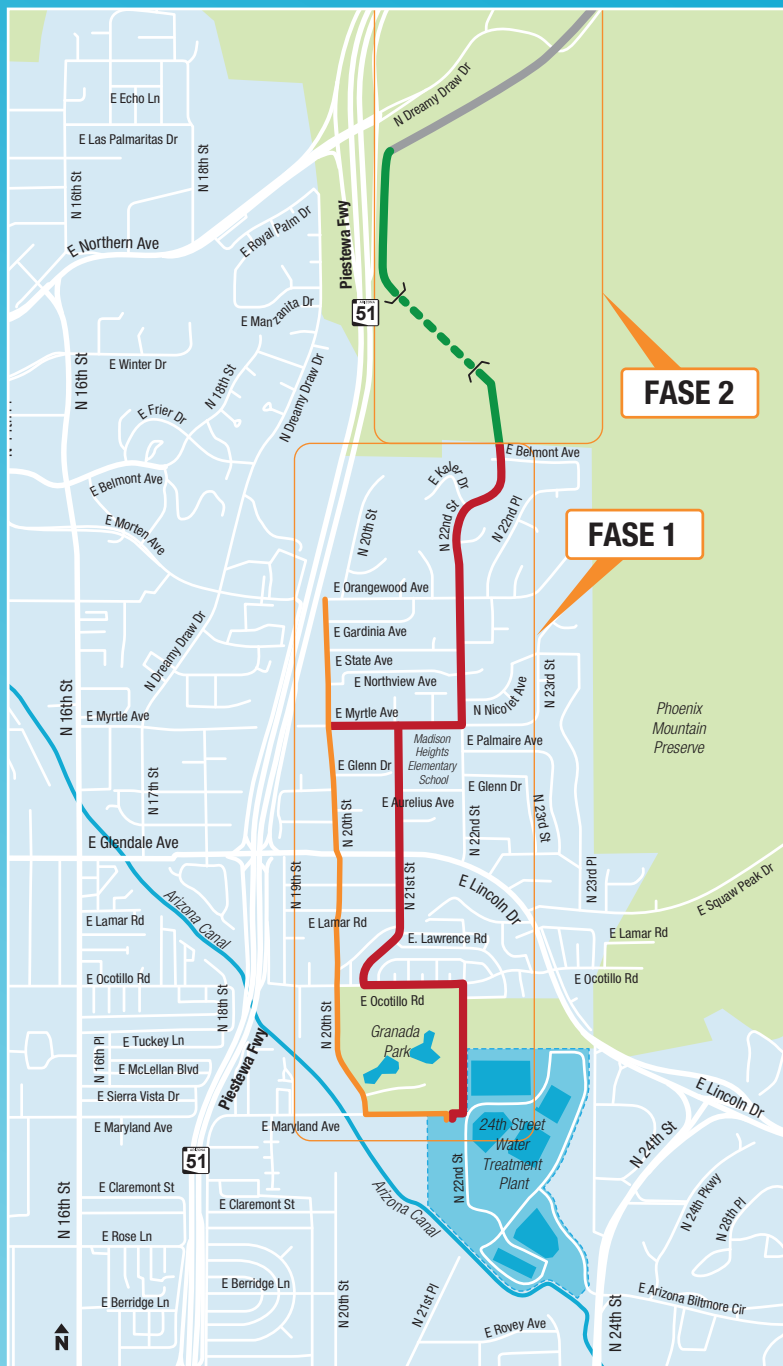 E Echo Ln
E Las Palmaritas Dr
N 16th St
N 18th St
N Dreamy Draw Dr
E Northern Ave
E Royal Palm Dr
Piestewa Fwy
ARIZONA
51
E Manzanita Dr
N 16th St
E Winter Dr
N 18th St
N Dreamy Draw Dr
E Frier Dr
FASE 2
E Belmont Ave
E Belmont Ave
E Kaler Dr
N 22nd St
N 22nd Pl
E Morten Ave
N 20th St
FASE 1
E Orangewood Ave
E Gardinia Ave
E State Ave
E Northview Ave
N Dreamy Draw Dr
N 23rd St
N Nicolet Ave
N 16th St
E Myrtle Ave
E Myrtle Ave
Phoenix
Mountain
Preserve
Madison
Heights
Elementary
School
E Palmaire Ave
E Glenn Dr
E Glenn Dr
N 17th St
N 20th St
E Aurelius Ave
N 22nd St
N 23rd St
E Glendale Ave
N 19th St
N 21st St
E Lincoln Dr
N 23rd Pl
E Squaw Peak Dr
Arizona Canal
E Lamar Rd
E Lamar Rd
E. Lawrence Rd
E Lamar Rd
E Ocotillo Rd
E Ocotillo Rd
E Ocotillo Rd
N 18th St
N 20th St
Granada
Park
N 16th Pl
E Tuckey Ln
E McLellan Blvd
E Sierra Vista Dr
Piestewa Fwy
E Maryland Ave
E Maryland Ave
E Lincoln Dr
24th Street
Water
Treatment
Plant
N 22nd St
N 24th St
ARIZONA
51
N 16th St
E Claremont St
E Claremont St
Arizona Canal
N 24th Pkwy
N 28th Pl
E Rose Ln
E Berridge Ln
E Berridge Ln
N 20th St
N 21st Pl
E Rovey Ave
N 24th St
E Arizona Biltmore Cir
N